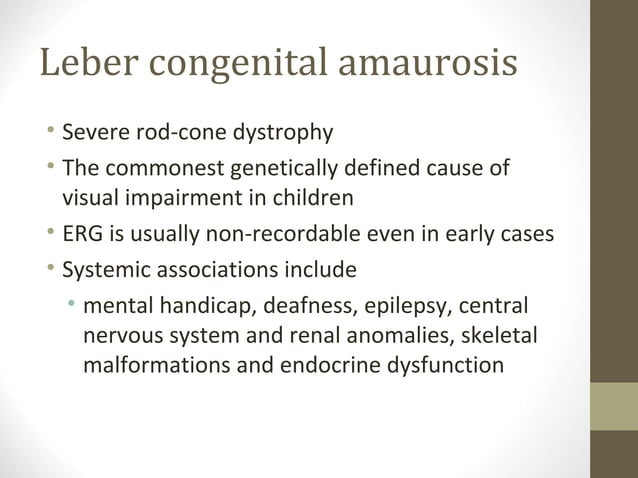 Leber congenital amaurosis
• Severe rod-cone dystrophy
• The commonest genetically defined cause of
visual impairment in children
• ERG is usually non-recordable even in early cases
• Systemic associations include
• mental handicap, deafness, epilepsy, central
nervous system and renal anomalies, skeletal
malformations and endocrine dysfunction